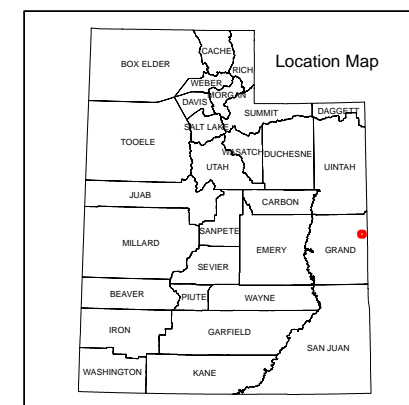 Location Map
CACHE
BOX ELDER
RICH
WEBER
MORGAN
DAVIS
SUMMIT
DAGGETT
SALT LAKE
TOOELE
WASATCH
DUCHESNE
UTAH
UINTAH
JUAB
CARBON
SANPETE
MILLARD
EMERY
GRAND
SEVIER
BEAVER
PIUTE
WAYNE
IRON
GARFIELD
SAN JUAN
WASHINGTON
KANE